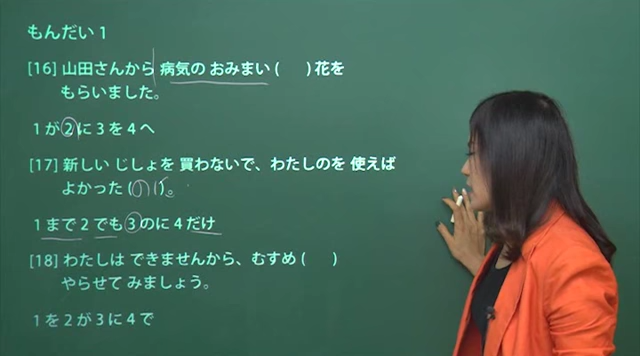 もんだい 1
[16] 山田さんから 病気の おみまい ( ) 花を
もらいました。
1 が 2 に 3 を 4 へ
[17] 新しい じしょを 買わないで、わたしのを 使えば
よかった (のに)。
1 まで 2 でも 3 のに 4 だけ
[18] わたしは できませんから、むすめ ( )
やらせて みましょう。
1 を 2 が 3 に 4 で